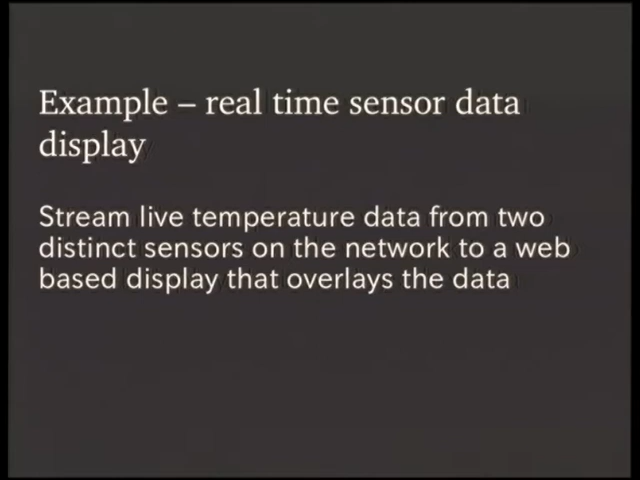 Example – real time sensor data
display
Stream live temperature data from two
distinct sensors on the network to a web
based display that overlays the data